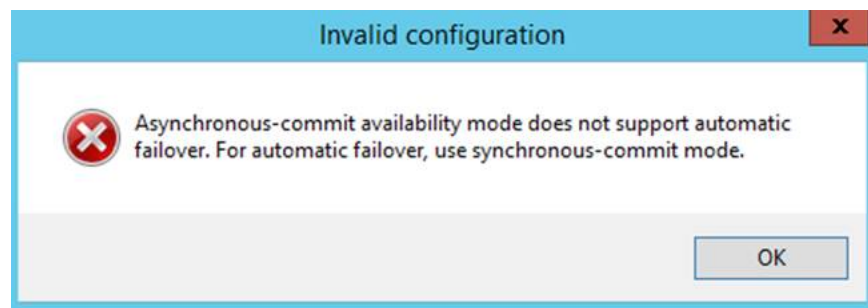 Invalid configuration
x
Asynchronous-commit availability mode does not support automatic
failover. For automatic failover, use synchronous-commit mode.
OK